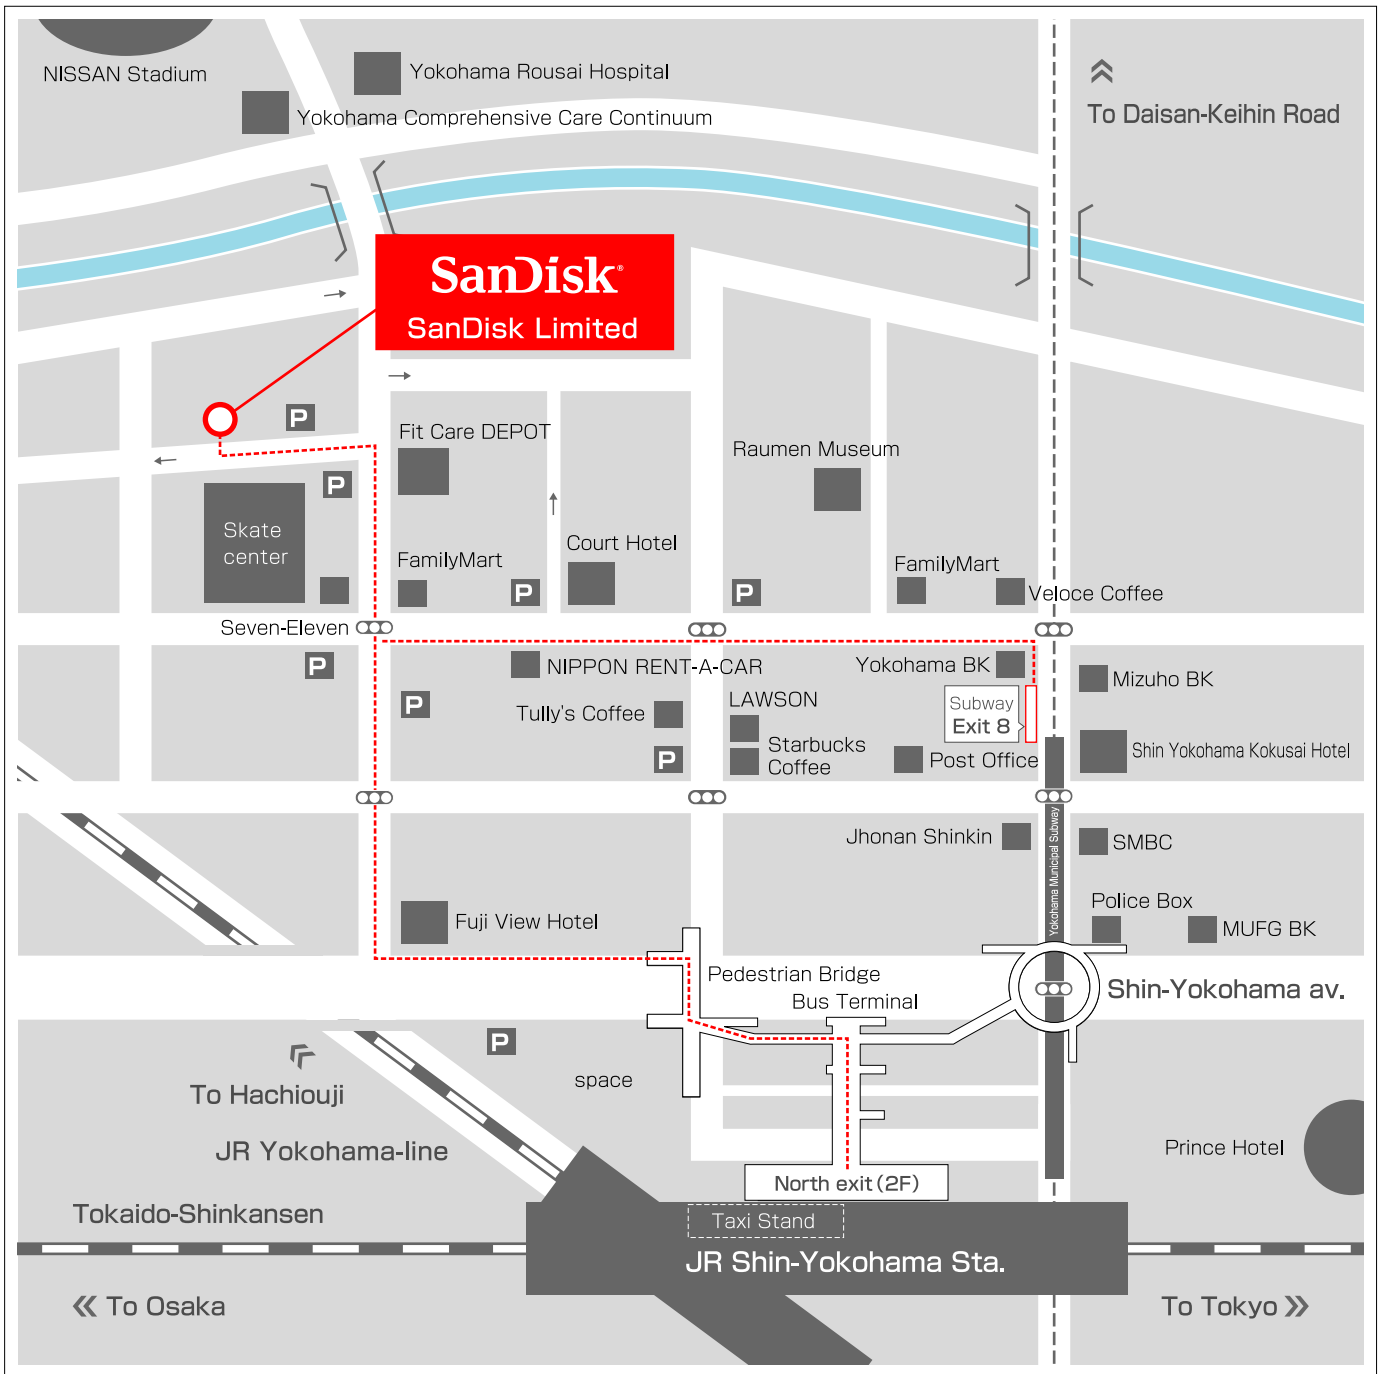 NISSAN Stadium
Yokohama Rousai Hospital
Yokohama Comprehensive Care Continuum
To Daisan-Keihin Road
SanDisk®
SanDisk Limited
P
Fit Care DEPOT
Raumen Museum
P
Skate
center
Court Hotel
FamilyMart
P
P
FamilyMart
Veloce Coffee
Seven-Eleven
P
NIPPON RENT-A-CAR
Yokohama BK
Mizuho BK
P
Tully's Coffee
LAWSON
Subway
Exit 8
Starbucks
Coffee
P
Post Office
Shin Yokohama Kokusai Hotel
Jhonan Shinkin
Yokohama Municipal Subway
SMBC
Police Box
Fuji View Hotel
MUFG BK
Pedestrian Bridge
Bus Terminal
Shin-Yokohama av.
P
space
To Hachiouji
JR Yokohama-line
Prince Hotel
North exit (2F)
Tokaido-Shinkansen
Taxi Stand
JR Shin-Yokohama Sta.
To Osaka
To Tokyo